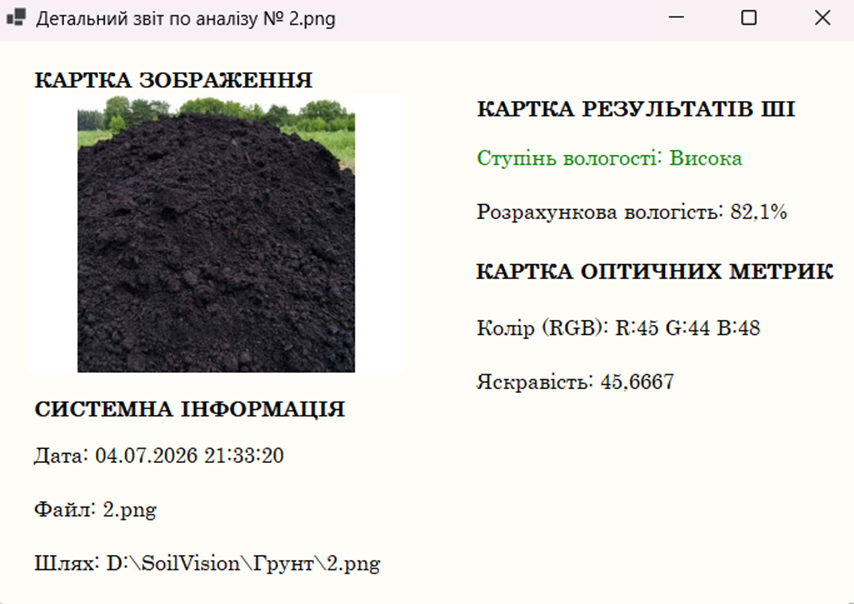 Детальний звіт по аналізу № 2.png
КАРТКА ЗОБРАЖЕННЯ
СИСТЕМНА ІНФОРМАЦІЯ
Дата: 04.07.2026 21:33:20
Файл: 2.png
Шлях: D:\SoilVision\Грунт\2.png
КАРТКА РЕЗУЛЬТАТІВ ШІ
Ступінь вологості: Висока
Розрахункова вологість: 82,1%
КАРТКА ОПТИЧНИХ МЕТРИК
Колір (RGB): R:45 G:44 B:48
Яскравість: 45,6667